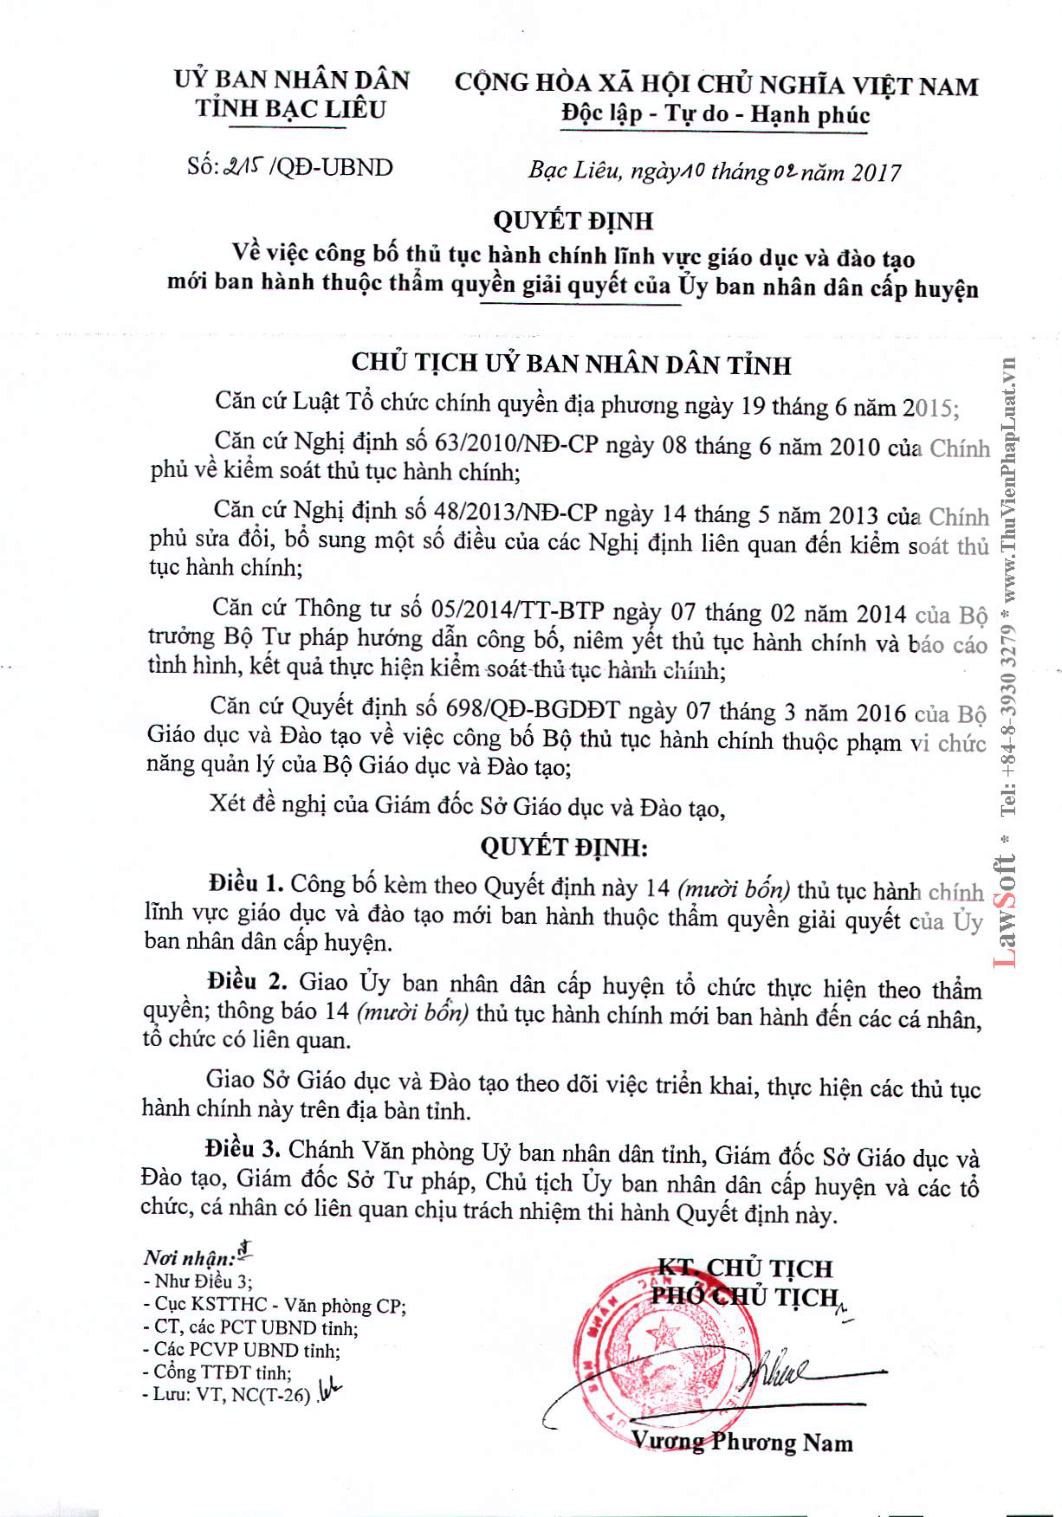 UỶ BAN NHÂN DÂN
TỈNH BẠC LIÊU
CỘNG HÒA XÃ HỘI CHỦ NGHĨA VIỆT NAM
Độc lập - Tự do - Hạnh phúc
Số: 215 /QĐ-UBND
Bạc Liêu, ngày 10 tháng 02 năm 2017
QUYẾT ĐỊNH
Về việc công bố thủ tục hành chính lĩnh vực giáo dục và đào tạo
mới ban hành thuộc thẩm quyền giải quyết của Ủy ban nhân dân cấp huyện
CHỦ TỊCH UỶ BAN NHÂN DÂN TỈNH
Căn cứ Luật Tổ chức chính quyền địa phương ngày 19 tháng 6 năm 2015;
Căn cứ Nghị định số 63/2010/NĐ-CP ngày 08 tháng 6 năm 2010 của Chính
phủ về kiểm soát thủ tục hành chính;
Căn cứ Nghị định số 48/2013/NĐ-CP ngày 14 tháng 5 năm 2013 của Chính
phủ sửa đổi, bổ sung một số điều của các Nghị định liên quan đến kiểm soát thủ
tục hành chính;
Căn cứ Thông tư số 05/2014/TT-BTP ngày 07 tháng 02 năm 2014 của Bộ
trưởng Bộ Tư pháp hướng dẫn công bố, niêm yết thủ tục hành chính và báo cáo
tình hình, kết quả thực hiện kiểm soát thủ tục hành chính;
Căn cứ Quyết định số 698/QĐ-BGDĐT ngày 07 tháng 3 năm 2016 của Bộ
Giáo dục và Đào tạo về việc công bố Bộ thủ tục hành chính thuộc phạm vi chức
năng quản lý của Bộ Giáo dục và Đào tạo;
Xét đề nghị của Giám đốc Sở Giáo dục và Đào tạo,
QUYẾT ĐỊNH:
Điều 1. Công bố kèm theo Quyết định này 14 (mười bốn) thủ tục hành chính
lĩnh vực giáo dục và đào tạo mới ban hành thuộc thẩm quyền giải quyết của Ủy
ban nhân dân cấp huyện.
Điều 2. Giao Ủy ban nhân dân cấp huyện tổ chức thực hiện theo thẩm
quyền; thông báo 14 (mười bốn) thủ tục hành chính mới ban hành đến các cá nhân,
tổ chức có liên quan.
Giao Sở Giáo dục và Đào tạo theo dõi việc triển khai, thực hiện các thủ tục
hành chính này trên địa bàn tỉnh.
Điều 3. Chánh Văn phòng Uỷ ban nhân dân tỉnh, Giám đốc Sở Giáo dục và
Đào tạo, Giám đốc Sở Tư pháp, Chủ tịch Ủy ban nhân dân cấp huyện và các tổ
chức, cá nhân có liên quan chịu trách nhiệm thi hành Quyết định này.
Nơi nhận:
- Như Điều 3;
- Cục KSTTHC - Văn phòng CP;
- CT, các PCT UBND tỉnh;
- Các PCVP UBND tỉnh;
- Cổng TTĐT tỉnh;
- Lưu: VT, NC(T-26)
KT. CHỦ TỊCH
PHÓ CHỦ TỊCH
Vương Phương Nam
LawSoft * Tel: +84-8-3930 3279 * www.ThuVienPhapLuat.vn